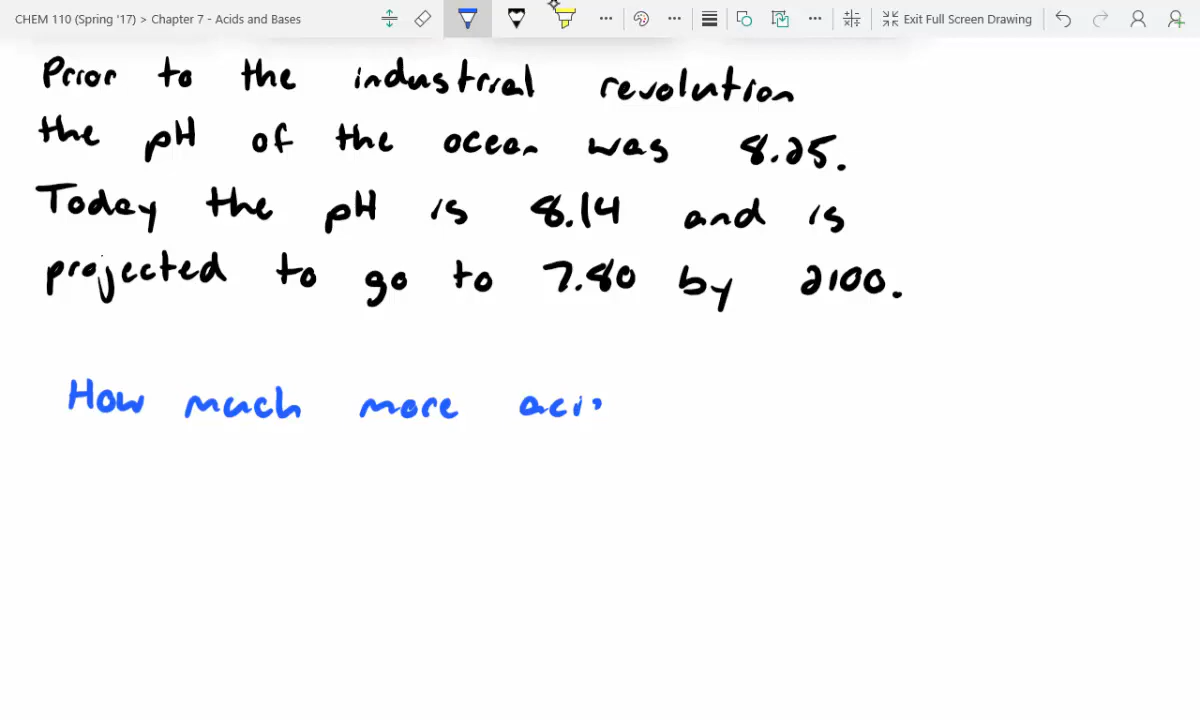 CHEM 110 (Spring '17) > Chapter 7 - Acids and Bases
Exit Full Screen Drawing
Prior to the industrial revolution
the pH of the ocean was 8.25.
Today the pH is 8.14 and is
projected to go to 7.80 by 2100.
How much more aci